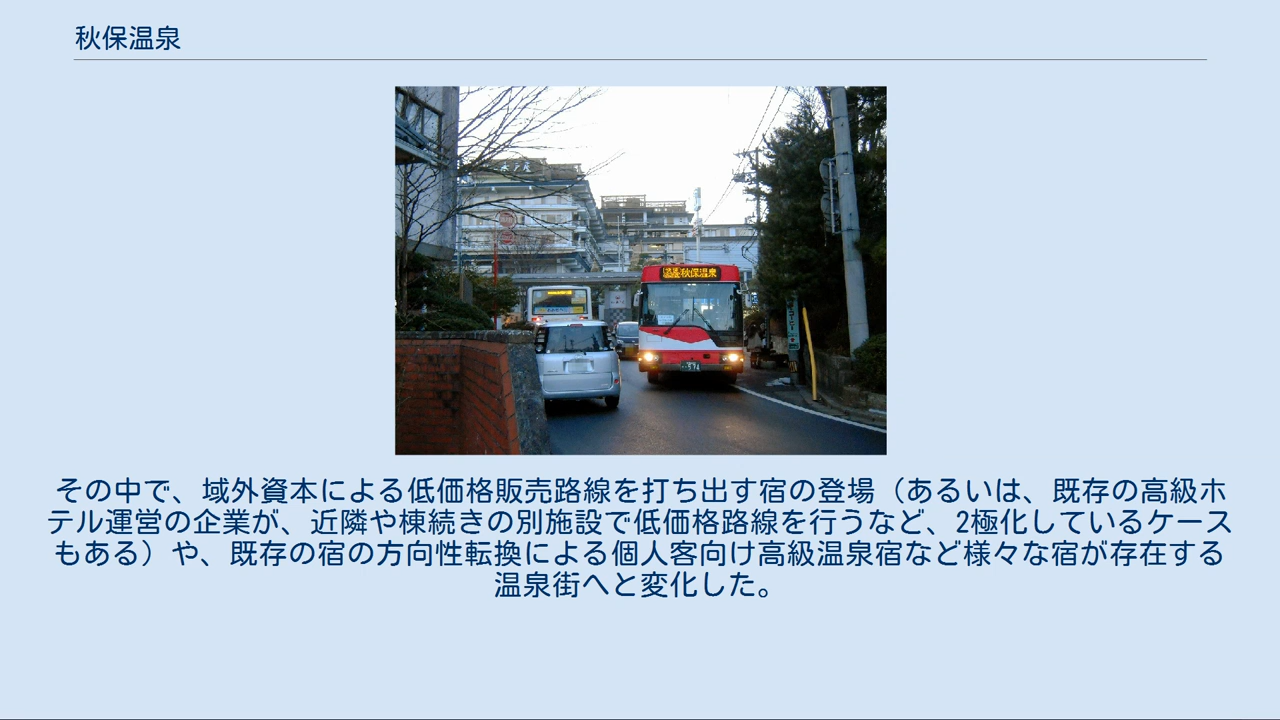 秋保温泉
秋保温泉
574
その中で、域外資本による低価格販売路線を打ち出す宿の登場（あるいは、既存の高級ホ
テル運営の企業が、近隣や棟続きの別施設で低価格路線を行うなど、2極化しているケース
もある）や、既存の宿の方向性転換による個人客向け高級温泉宿など様々な宿が存在する
温泉街へと変化した。